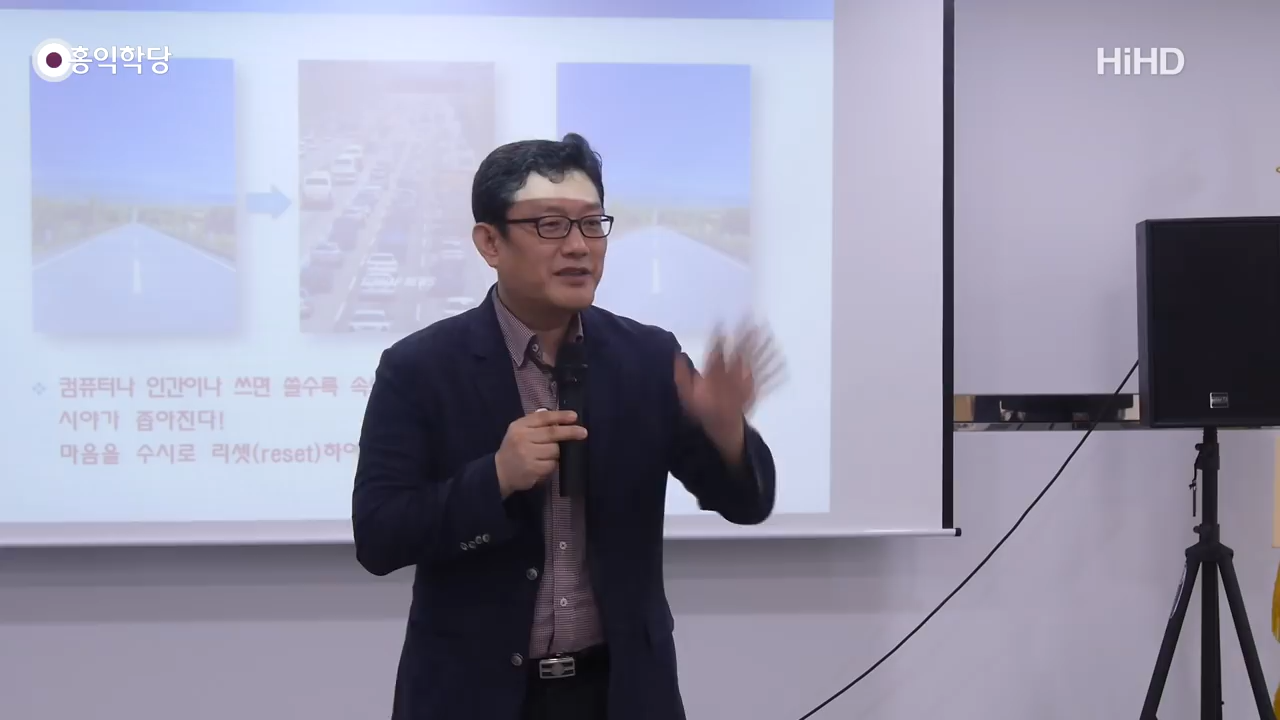 홍익학당
HiHD
컴퓨터나 인간이나 쓰면 쓸수록
시야가 좁아진다!
마음을 수시로 리셋(reset)하여